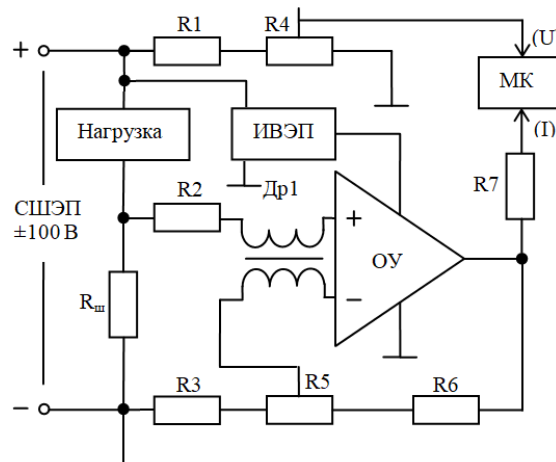 R1
R4
+
(U
МК
(I)
Нагрузка
ИВЭП
R2
Др1
R7
СШЭП
±100 В
+
ОУ
Rш
−
R3
R5
R6
−